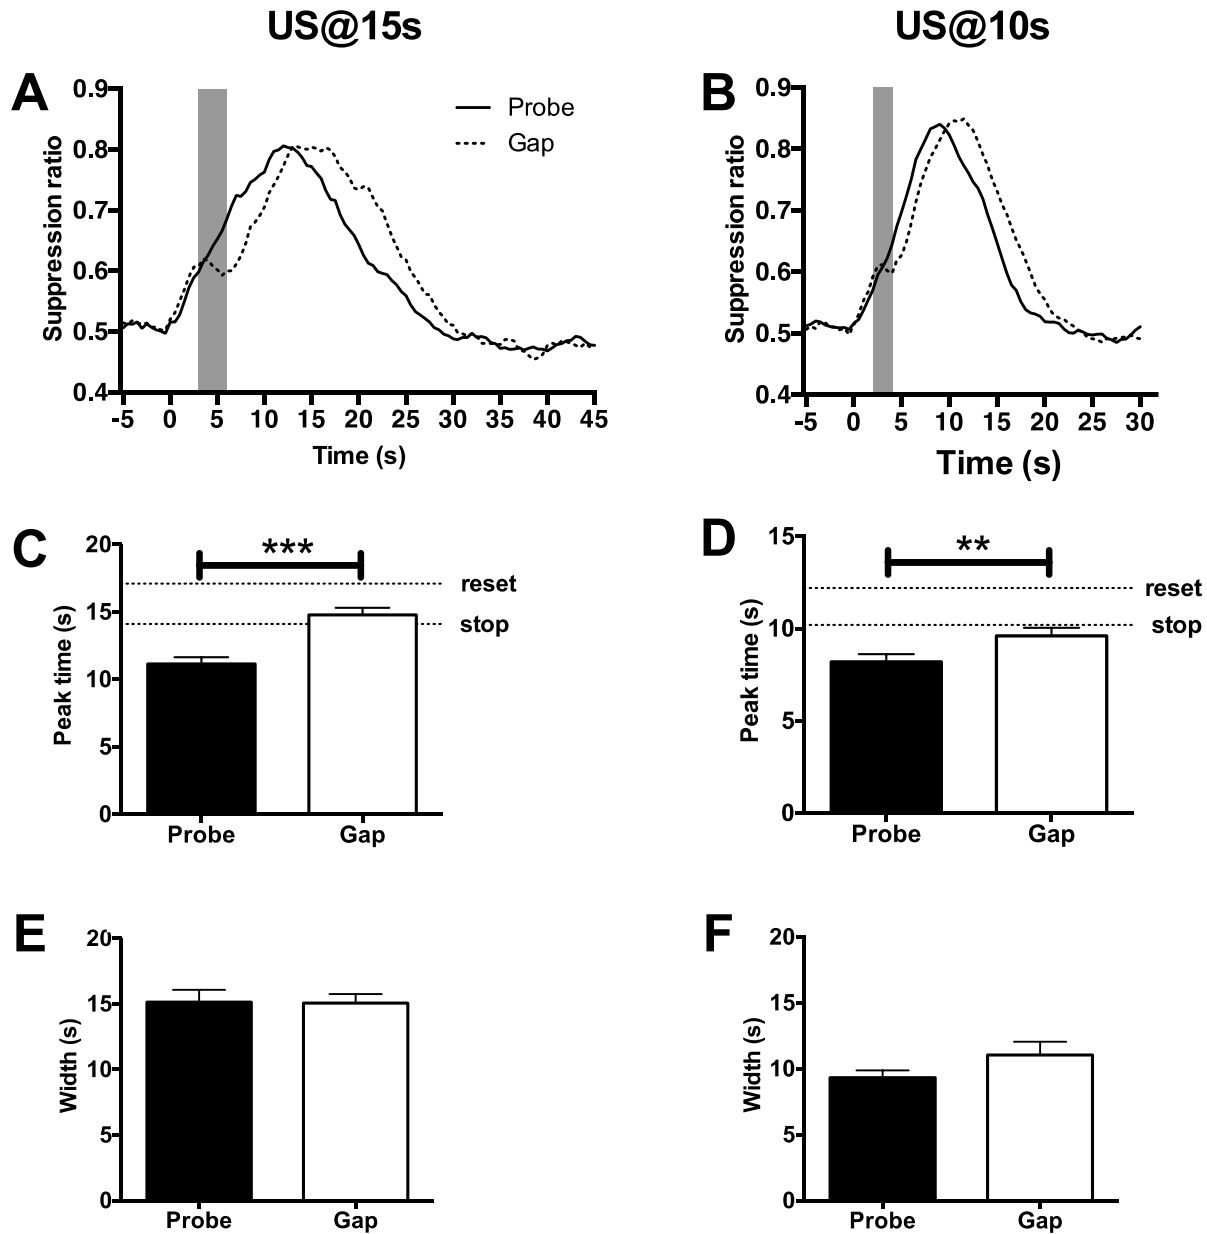 US@15s
US@10s
A
0.9
0.8
0.7
0.6
0.5
0.4
Suppression ratio
Probe
Gap
-5 0 5 10 15 20 25 30 35 40 45
Time (s)
B
0.9
0.8
0.7
0.6
0.5
0.4
Suppression ratio
-5 0 5 10 15 20 25 30
Time (s)
C
20
15
10
5
0
Peak time (s)
***
reset
stop
Probe Gap
D
15
10
5
0
Peak time (s)
**
reset
stop
Probe Gap
E
20
15
10
5
0
Width (s)
Probe Gap
F
20
15
10
5
0
Width (s)
Probe Gap